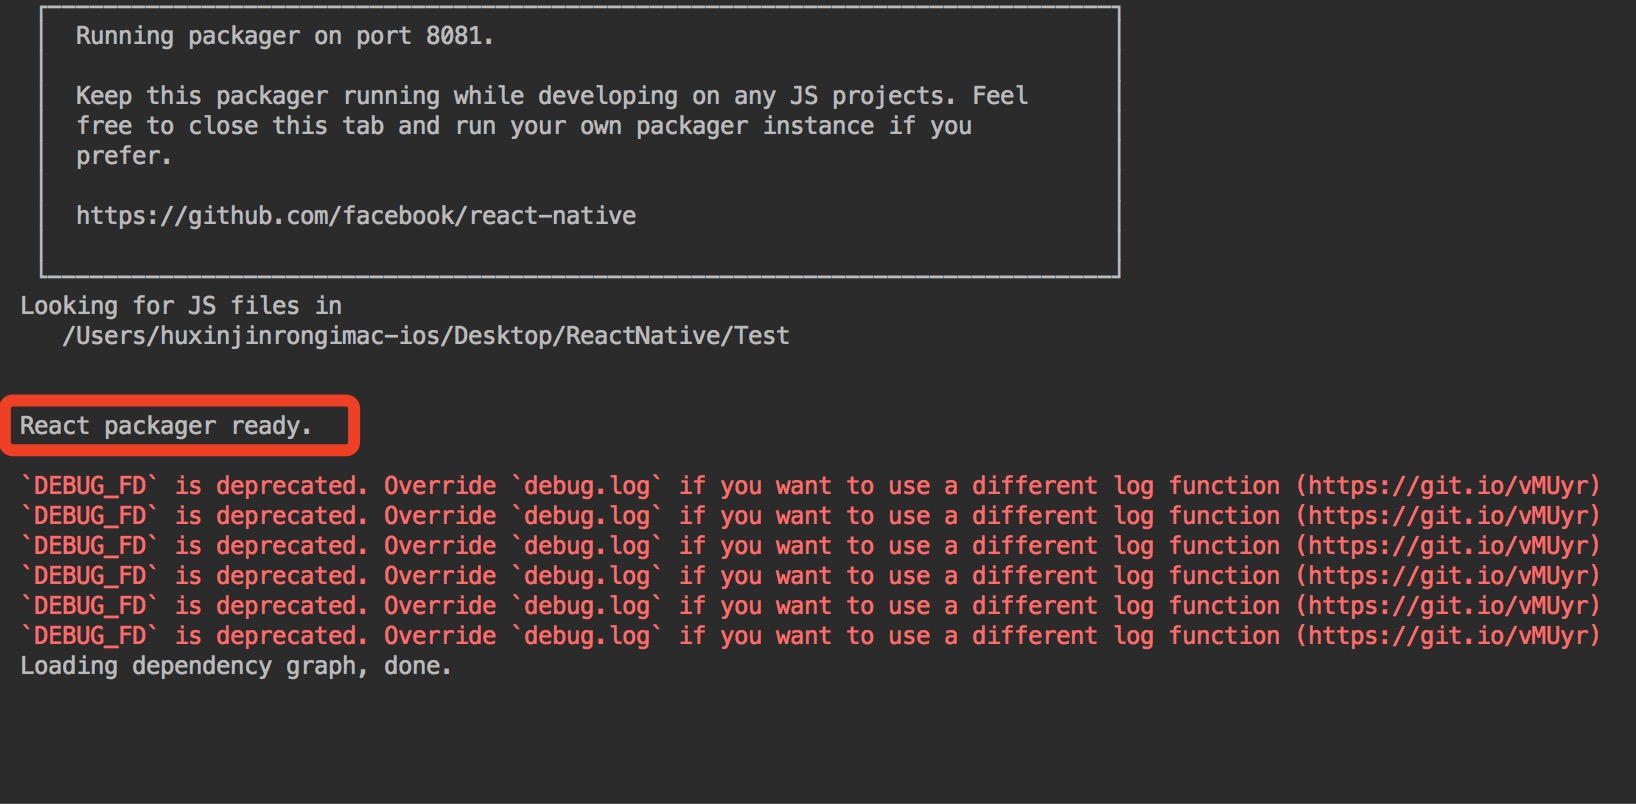 Running packager on port 8081.
Keep this packager running while developing on any JS projects. Feel
free to close this tab and run your own packager instance if you
prefer.
https://github.com/facebook/react-native
Looking for JS files in
/Users/huxinjinrongimac-ios/Desktop/ReactNative/Test
React packager ready.
`DEBUG_FD` is deprecated. Override `debug.log` if you want to use a different log function (https://git.io/vMUyr)
`DEBUG_FD` is deprecated. Override `debug.log` if you want to use a different log function (https://git.io/vMUyr)
`DEBUG_FD` is deprecated. Override `debug.log` if you want to use a different log function (https://git.io/vMUyr)
`DEBUG_FD` is deprecated. Override `debug.log` if you want to use a different log function (https://git.io/vMUyr)
`DEBUG_FD` is deprecated. Override `debug.log` if you want to use a different log function (https://git.io/vMUyr)
`DEBUG_FD` is deprecated. Override `debug.log` if you want to use a different log function (https://git.io/vMUyr)
Loading dependency graph, done.